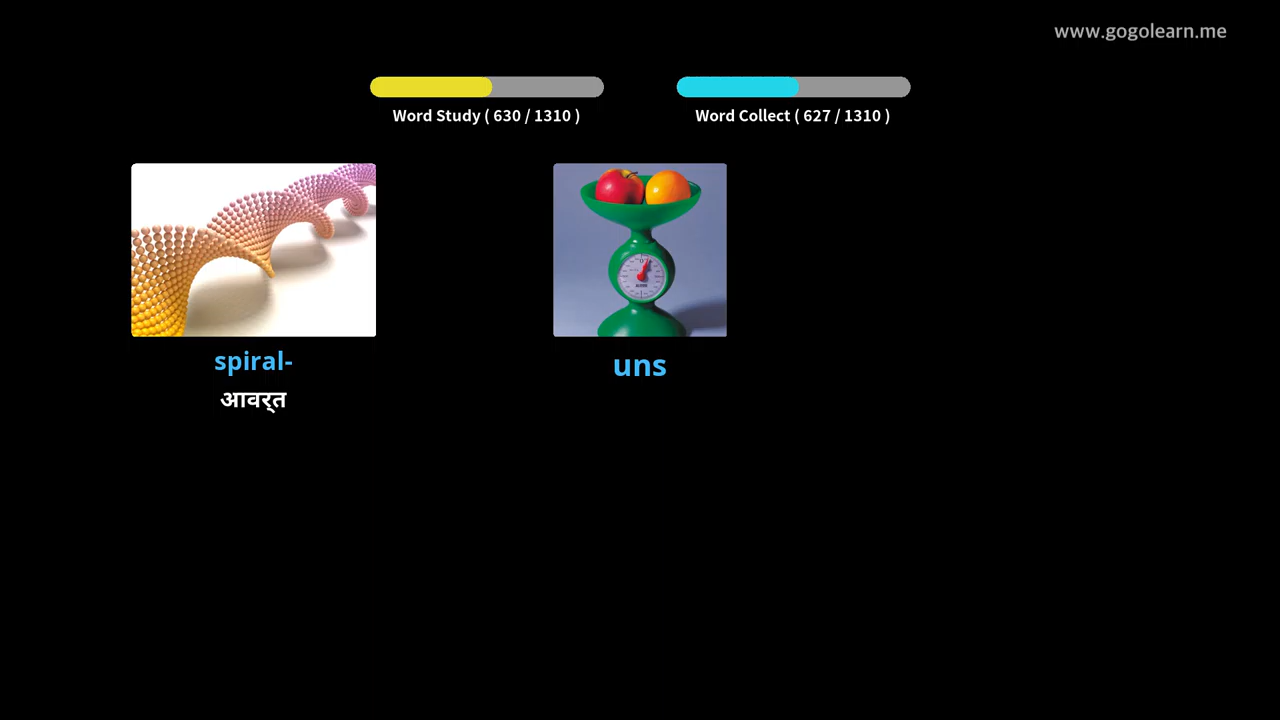 www.gogolearn.me
Word Study ( 630 / 1310 )
Word Collect ( 627 / 1310 )
spiral-
आवर्त
uns